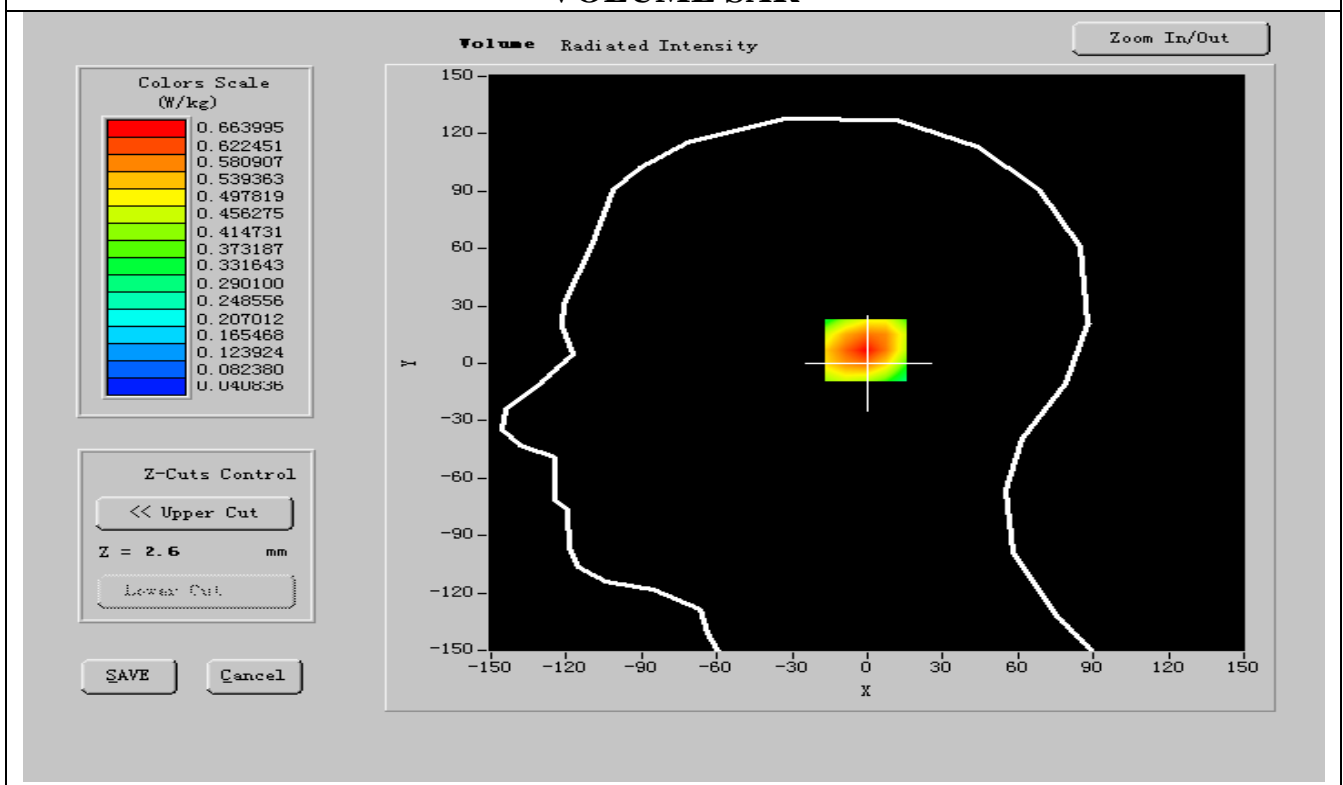 VOLUME SAR
Volume Radiated Intensity
Zoom In/Out
Colors Scale
(W/kg)
0.663995
0.622451
0.580907
0.539363
0.497819
0.456275
0.414731
0.373187
0.331643
0.290100
0.248556
0.207012
0.165468
0.123924
0.082380
0.040836
Z-Cuts Control
<< Upper Cut
Z = 2.6 mm
Lower Cut
SAVE
Cancel
150
120
90
60
30
0
-30
-60
-90
-120
-150
Y
-150 -120 -90 -60 -30 0 30 60 90 120 150
X